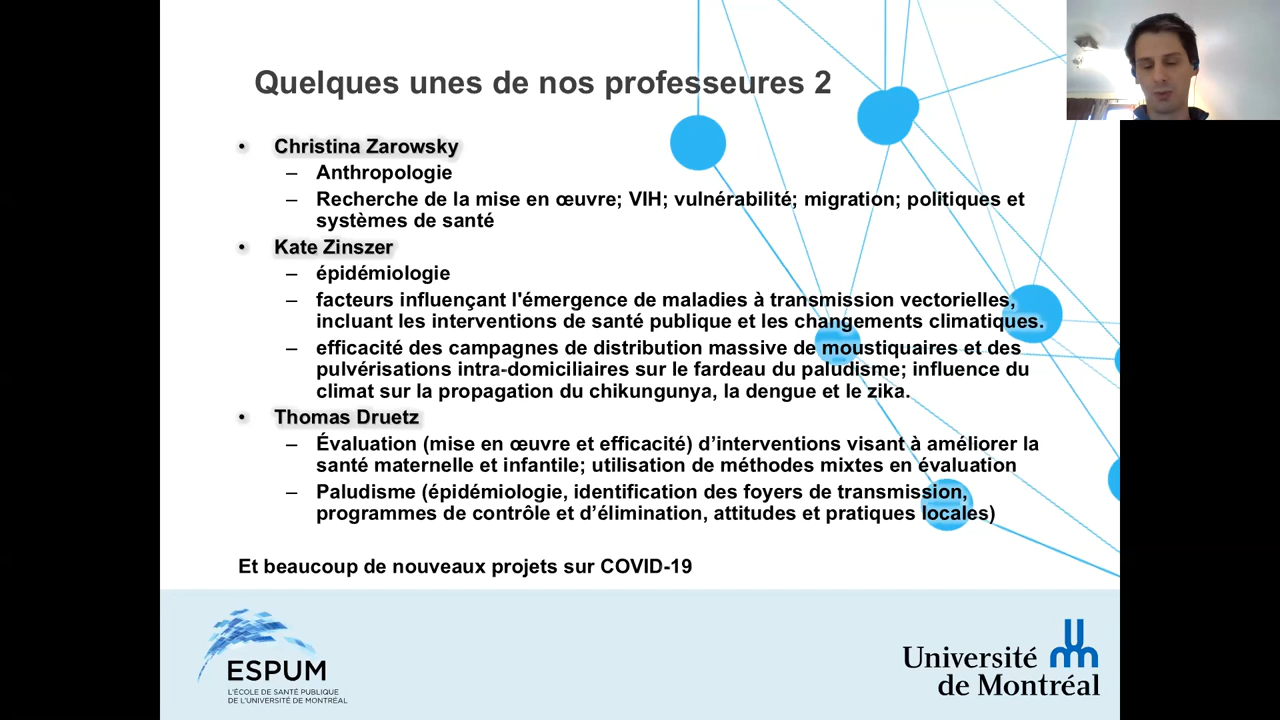 Quelques unes de nos professeures 2
• Christina Zarowsky
– Anthropologie
– Recherche de la mise en œuvre; VIH; vulnérabilité; migration; politiques et
systèmes de santé
• Kate Zinszer
– épidémiologie
– facteurs influençant l'émergence de maladies à transmission vectorielles,
incluant les interventions de santé publique et les changements climatiques.
– efficacité des campagnes de distribution massive de moustiquaires et des
pulvérisations intra-domiciliaires sur le fardeau du paludisme; influence du
climat sur la propagation du chikungunya, la dengue et le zika.
• Thomas Druetz
– Évaluation (mise en œuvre et efficacité) d’interventions visant à améliorer la
santé maternelle et infantile; utilisation de méthodes mixtes en évaluation
– Paludisme (épidémiologie, identification des foyers de transmission,
programmes de contrôle et d’élimination, attitudes et pratiques locales)
Et beaucoup de nouveaux projets sur COVID-19
ESPUM
L'ÉCOLE DE SANTÉ PUBLIQUE
DE L'UNIVERSITÉ DE MONTRÉAL
Université
de Montréal